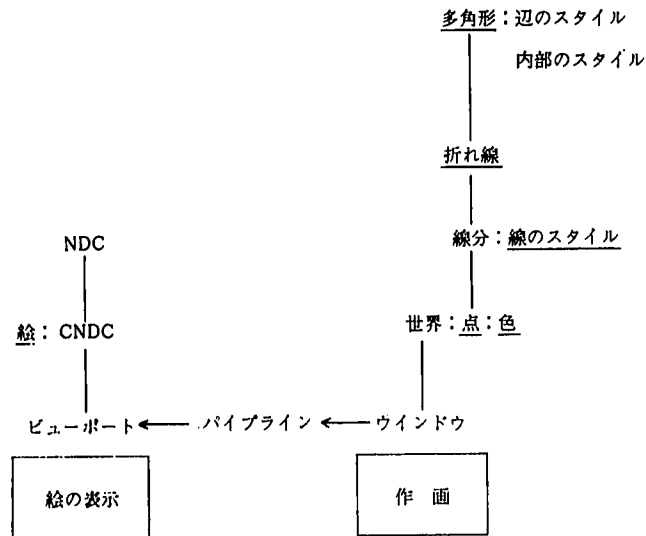 多角形：辺のスタイル
内部のスタイル
折れ線
線分：線のスタイル
NDC
絵：CNDC
世界：点：色
ビューポート パイプライン ウインドウ
絵の表示
作 画